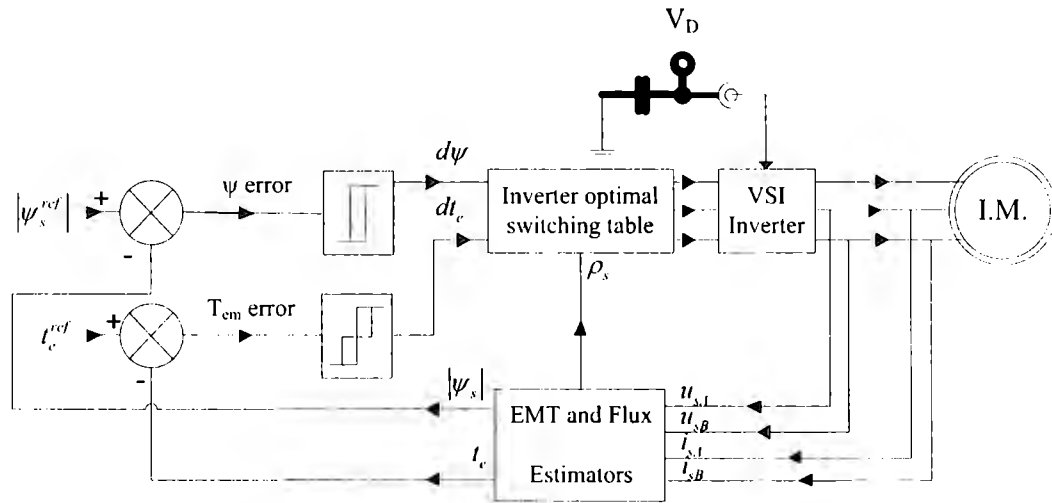 V_D
dψ
ψ error
|ψ_s^ref|
+
-
dt_e
Inverter optimal
switching table
VSI
Inverter
I.M.
ρ_s
T_em error
t_e^ref
+
-
|ψ_s|
t_e
EMT and Flux
Estimators
u_sA
u_sB
i_sA
i_sB